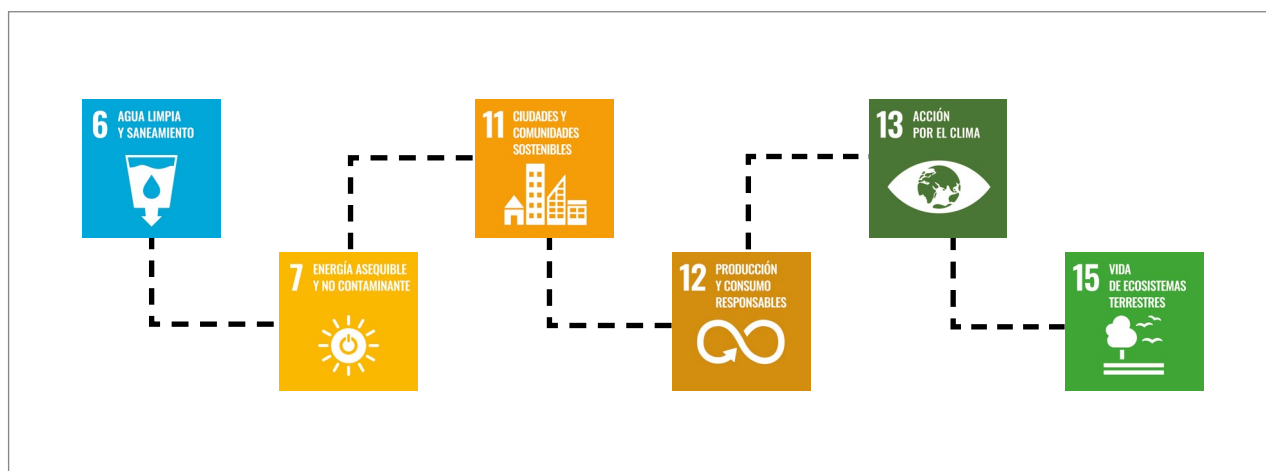 6 AGUA LIMPIA
Y SANEAMIENTO
7 ENERGÍA ASEQUIBLE
Y NO CONTAMINANTE
11 CIUDADES Y
COMUNIDADES
SOSTENIBLES
12 PRODUCCIÓN
Y CONSUMO
RESPONSABLES
13 ACCIÓN
POR EL CLIMA
15 VIDA
DE ECOSISTEMAS
TERRESTRES